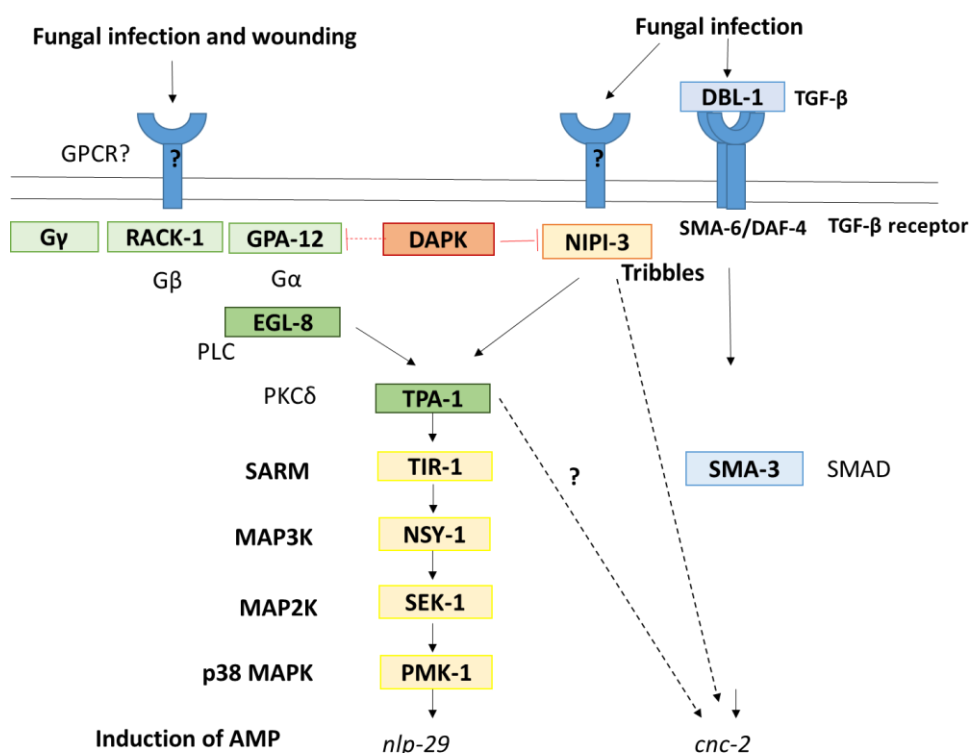 Fungal infection and wounding
Fungal infection
DBL-1
TGF-β
GPCR?
?
?
Gγ
RACK-1
GPA-12
DAPK
NIPI-3
SMA-6/DAF-4
TGF-β receptor
Gβ
Gα
Tribbles
EGL-8
PLC
PKCδ
TPA-1
SARM
TIR-1
?
SMA-3
SMAD
MAP3K
NSY-1
MAP2K
SEK-1
p38 MAPK
PMK-1
Induction of AMP
nlp-29
cnc-2